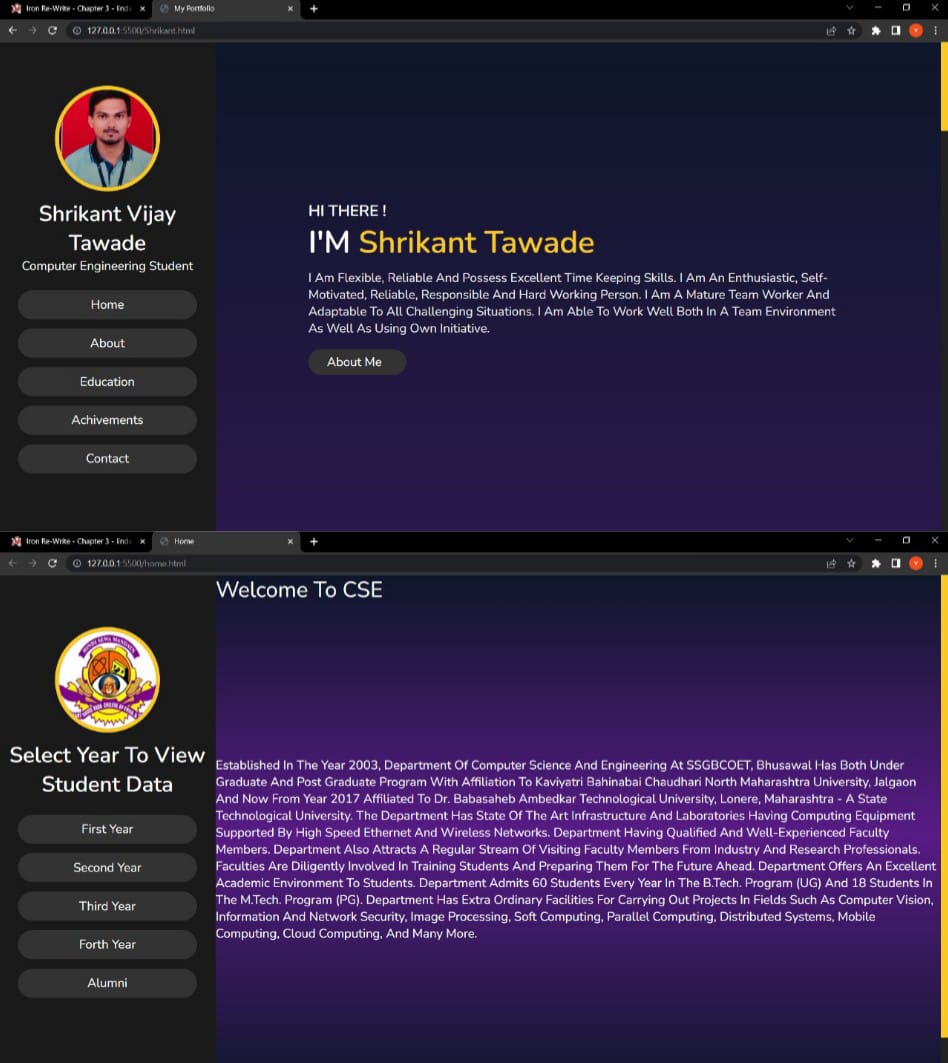 Iron Re-Write - Chapter 3 - Endl
My Portfolio
127.0.0.1:5500/Shrikant.html
Shrikant Vijay
Tawade
Computer Engineering Student
Home
About
Education
Achivements
Contact
HI THERE !
I'M Shrikant Tawade
I Am Flexible, Reliable And Possess Excellent Time Keeping Skills. I Am An Enthusiastic, Self-
Motivated, Reliable, Responsible And Hard Working Person. I Am A Mature Team Worker And
Adaptable To All Challenging Situations. I Am Able To Work Well Both In A Team Environment
As Well As Using Own Initiative.
About Me
Iron Re-Write - Chapter 3 -
Home
127.0.0.1:5500/home.html
Select Year To View
Student Data
First Year
Second Year
Third Year
Forth Year
Alumni
Welcome To CSE
Established In The Year 2003, Department Of Computer Science And Engineering At SSGBCOET, Bhusawal Has Both Under
Graduate And Post Graduate Program With Affiliation To Kaviyatri Bahinabai Chaudhari North Maharashtra University, Jalgaon
And Now From Year 2017 Affiliated To Dr. Babasaheb Ambedkar Technological University, Lonere, Maharashtra - A State
Technological University. The Department Has State Of The Art Infrastructure And Laboratories Having Computing Equipment
Supported By High Speed Ethernet And Wireless Networks. Department Having Qualified And Well-Experienced Faculty
Members. Department Also Attracts A Regular Stream Of Visiting Faculty Members From Industry And Research Professionals.
Faculties Are Diligently Involved In Training Students And Preparing Them For The Future Ahead. Department Offers An Excellent
Academic Environment To Students. Department Admits 60 Students Every Year In The B.Tech. Program (UG) And 18 Students In
The M.Tech. Program (PG). Department Has Extra Ordinary Facilities For Carrying Out Projects In Fields Such As Computer Vision,
Information And Network Security, Image Processing, Soft Computing, Parallel Computing, Distributed Systems, Mobile
Computing, Cloud Computing, And Many More.